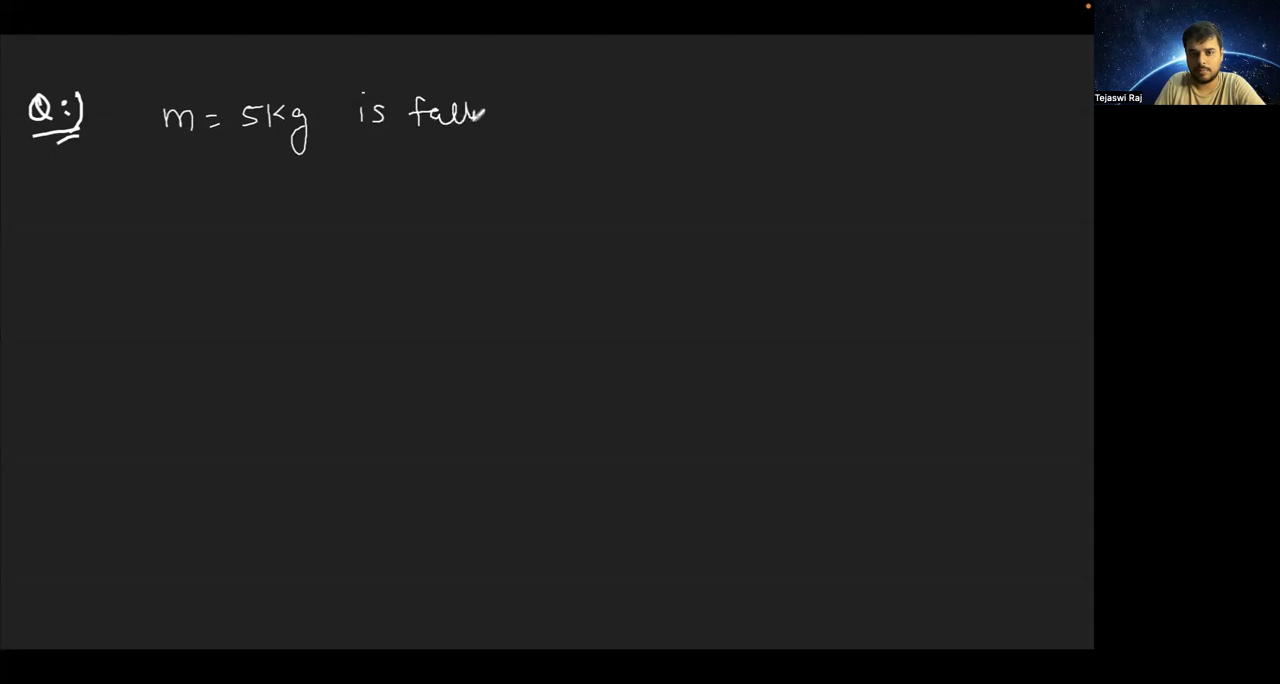 Q:) m = 5Kg is fall
Tejaswi Raj